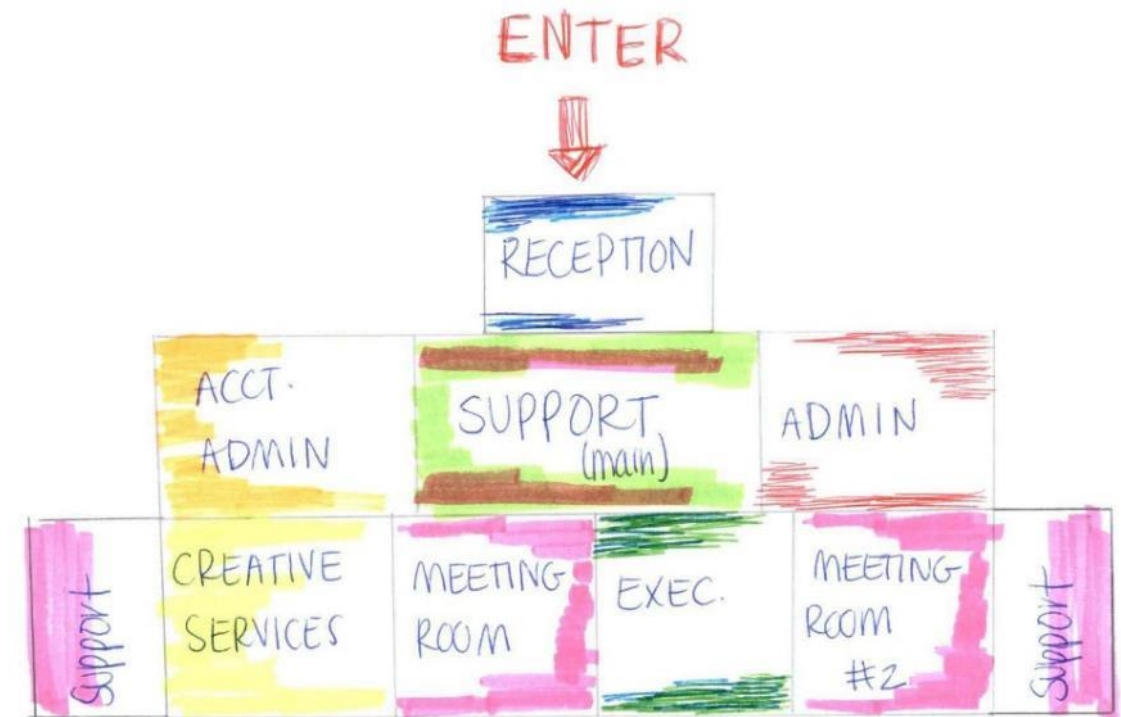 ENTER
RECEPTION
ACCT.
ADMIN
SUPPORT
(main)
ADMIN
Support
CREATIVE
SERVICES
MEETING
ROOM
EXEC.
MEETING
ROOM
#2
Support